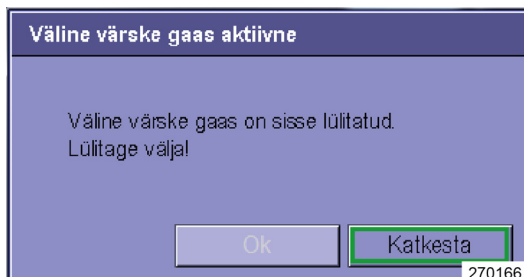 Väline värske gaas aktiivne
Väline värske gaas on sisse lülitatud.
Lülitage välja!
Ok
Katkesta
270166